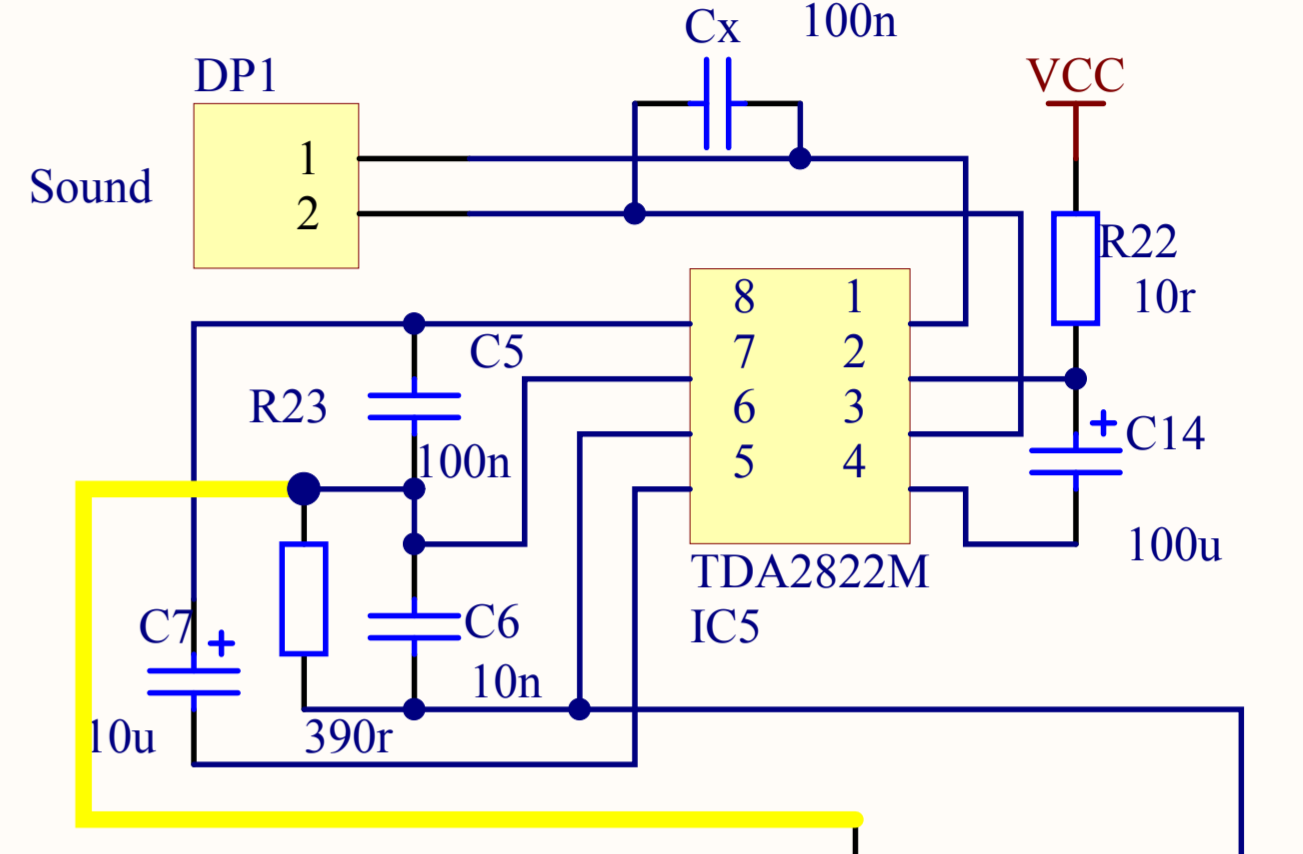 Cx 100n
DP1
VCC
1
Sound
2
R22
10r
8 1
C5
7 2
R23
6 3
C14
+
100n
5 4
100u
TDA2822M
C7
+
C6
IC5
10n
10u
390r